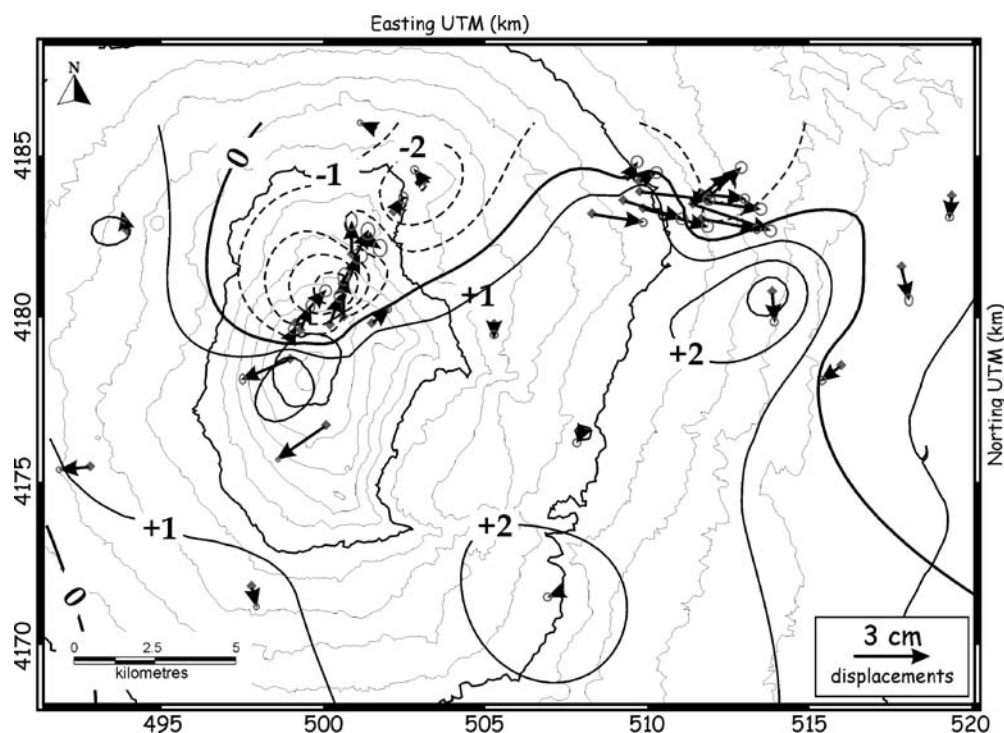 Easting UTM (km)
N
4185
4180
4175
4170
0
-1
-2
+1
+2
+2
+1
0
Norting UTM (km)
0 2.5 5
kilometres
3 cm
displacements
495 500 505 510 515 520